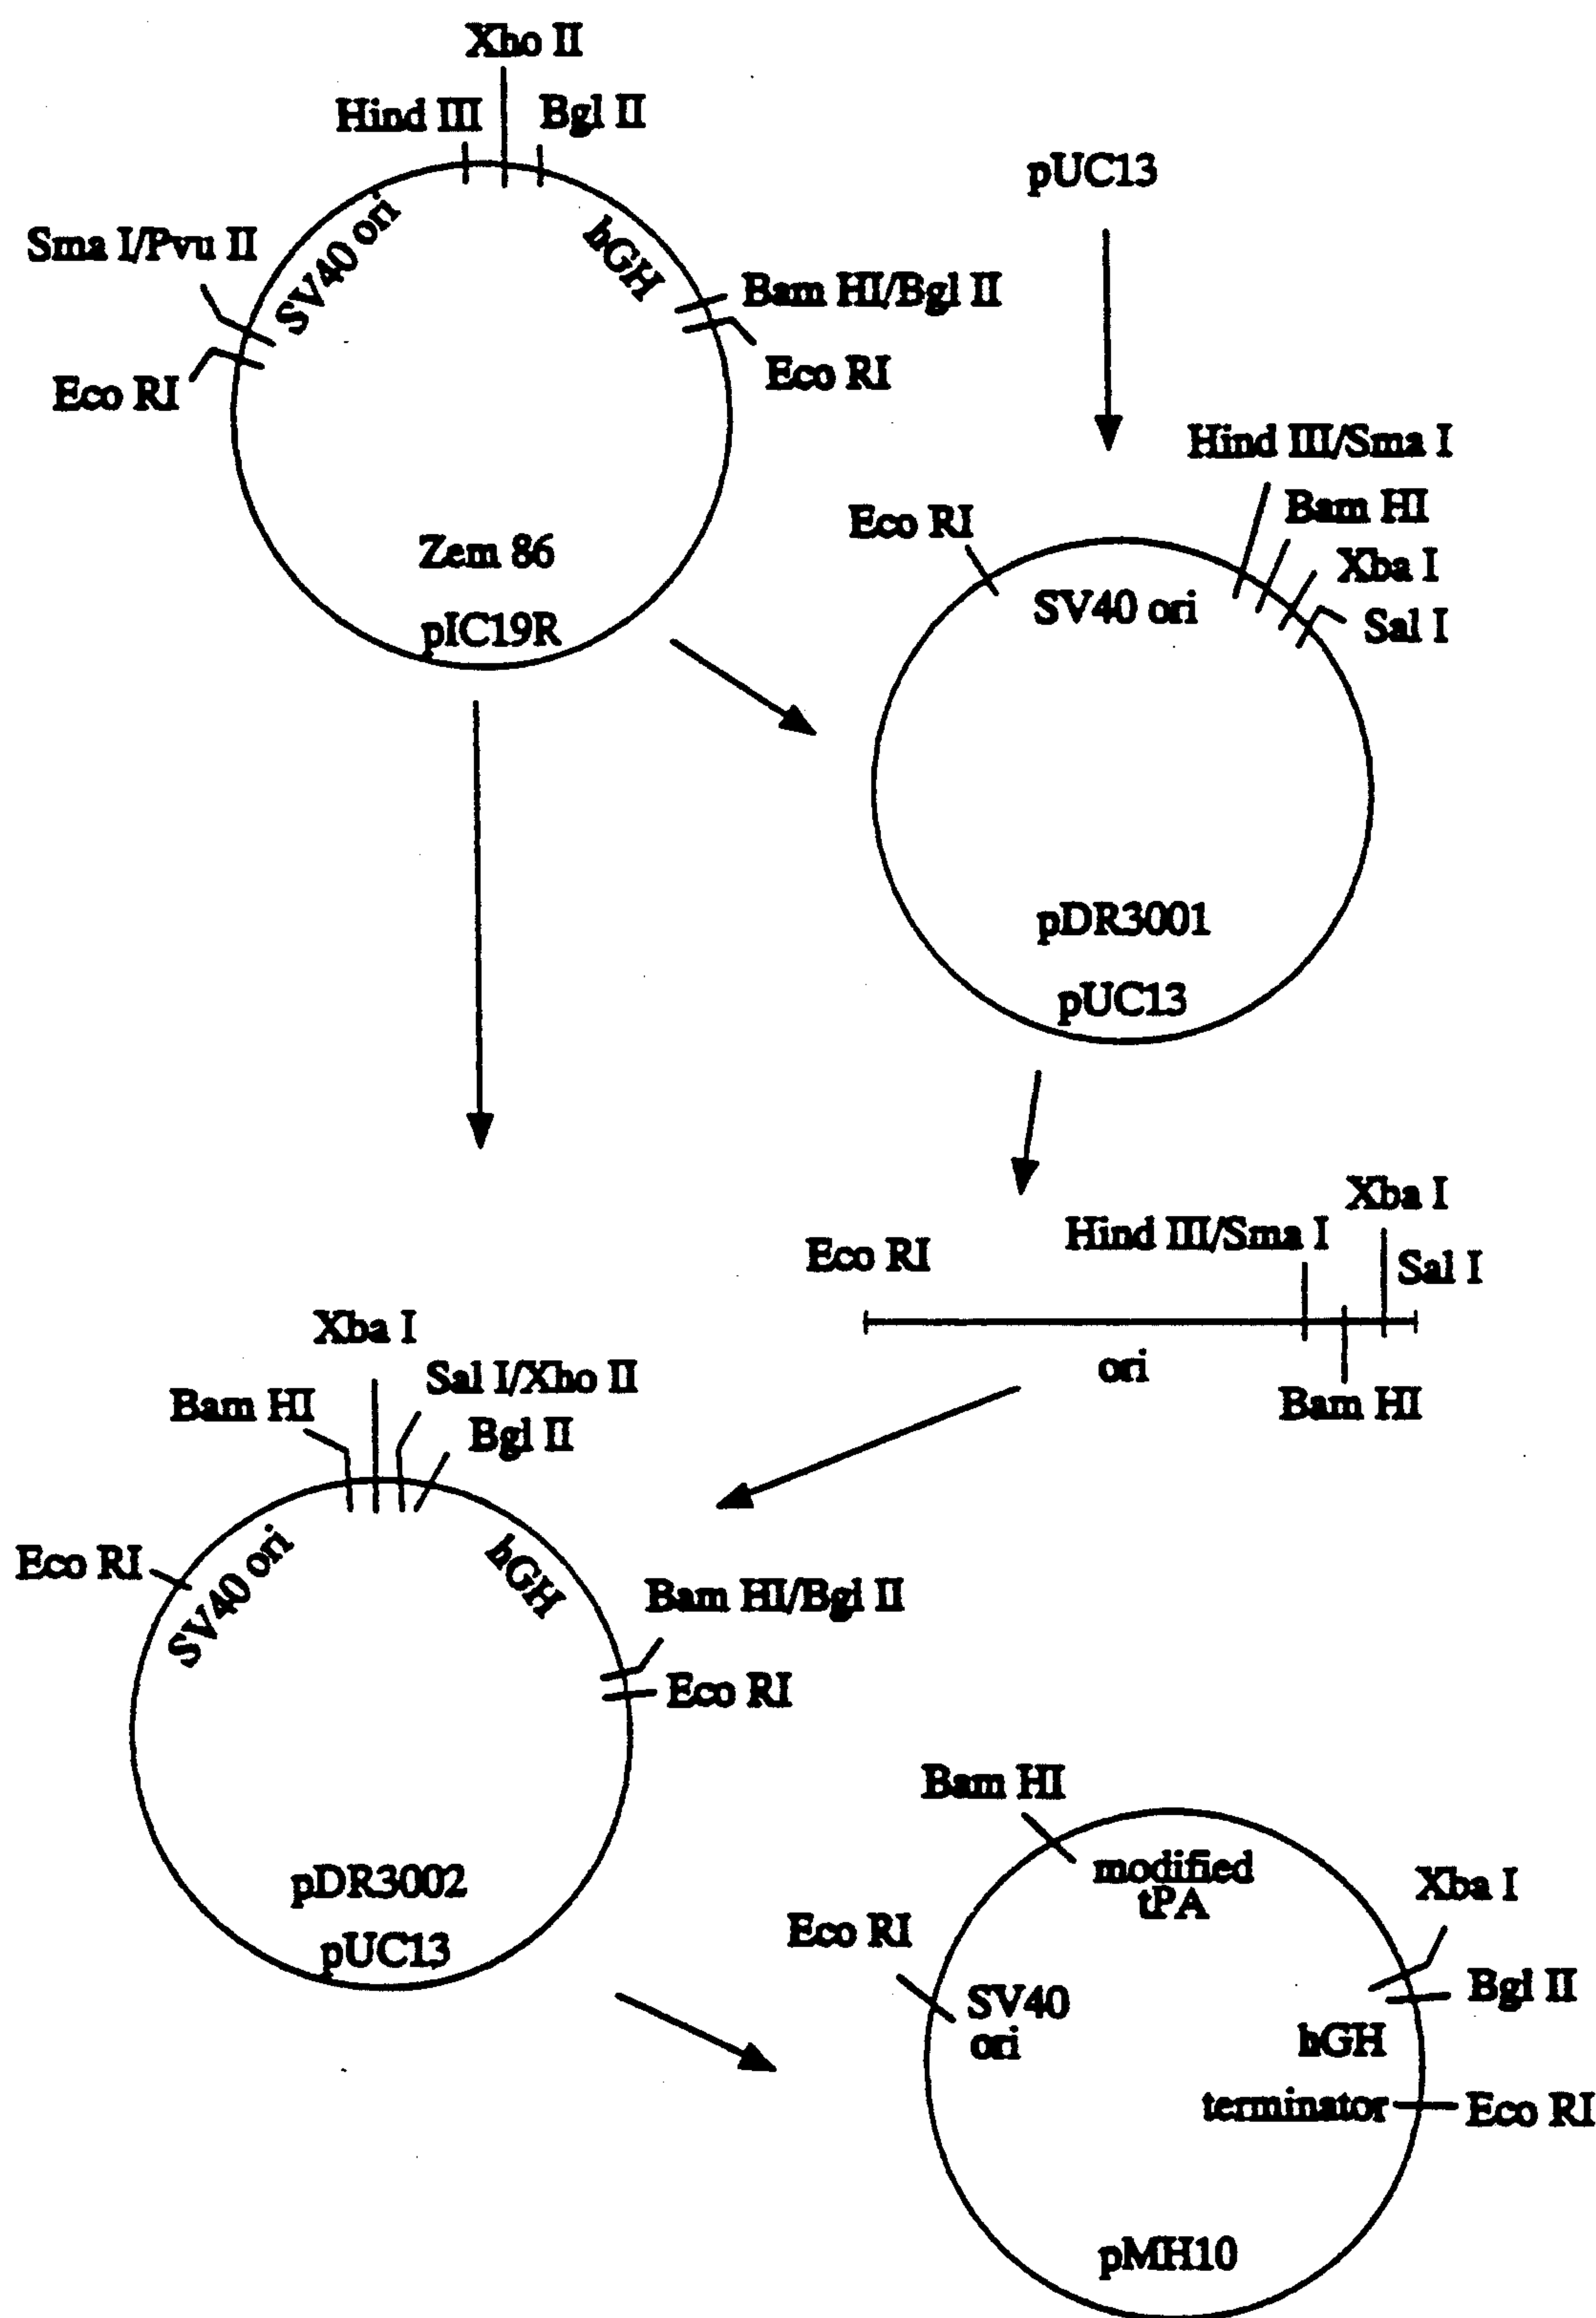 Xho II
Hind III
Bgl II
Sma I/Pvu II
SV40 ori
hGH
Bam HI/Bgl II
Eco RI
Eco RI
Zem 86
pIC19R
pUC13
Hind III/Sma I
Bam HI
Eco RI
Xba I
SV40 ori
Sal I
pDR3001
pUC13
Xba I
Hind III/Sma I
Eco RI
Sal I
ori
Bam HI
Xba I
Sal I/Xho II
Bam HI
Bgl II
Eco RI
SV40 ori
hGH
Bam HI/Bgl II
Eco RI
pDR3002
pUC13
Bam HI
modified
tPA
Xba I
Eco RI
Bgl II
SV40
ori
hGH
terminator
Eco RI
pMH10